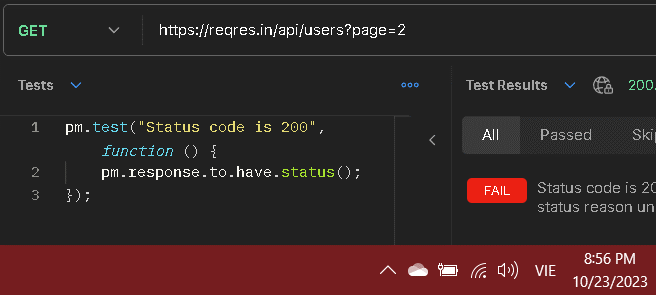 GET
https://reqres.in/api/users?page=2
Tests
Test Results
200.
1 pm.test("Status code is 200",
function () {
2 pm.response.to.have.status();
3 });
All
Passed
FAIL
Status code is
status reason
VIE
8:56 PM
10/23/2023